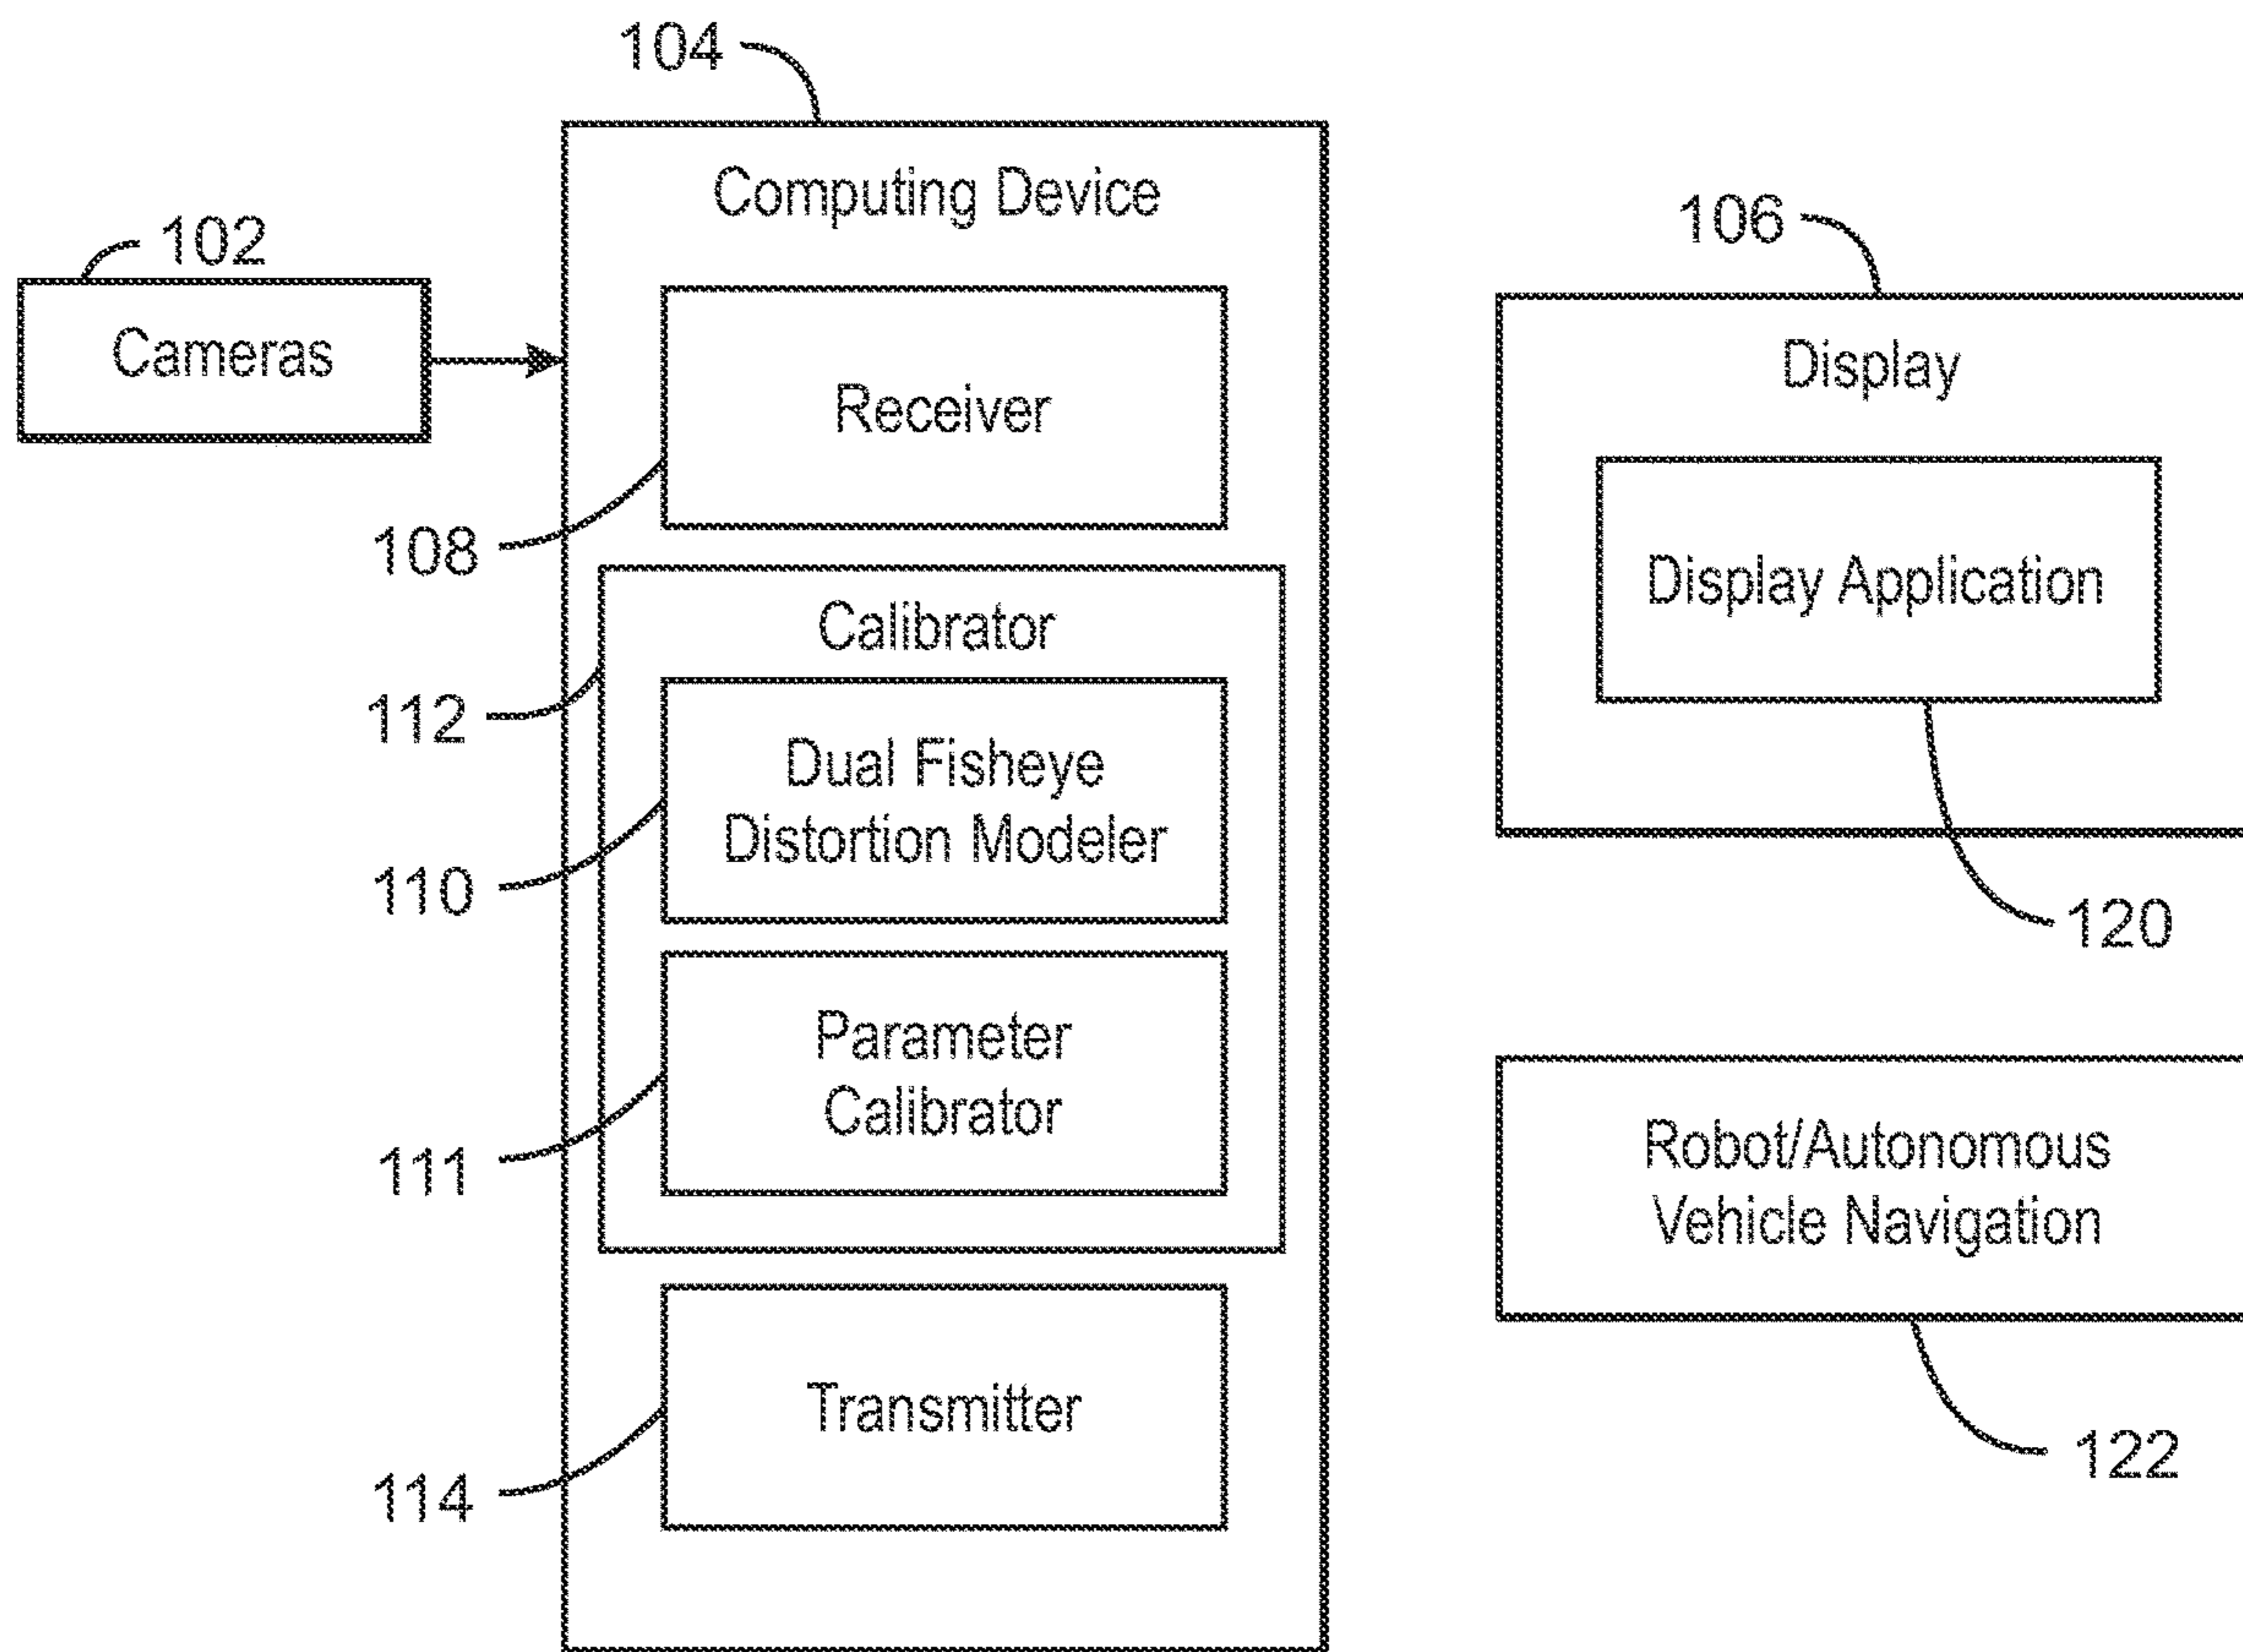 104
Computing Device
102
Cameras
106
Display
Receiver
108
Display Application
Calibrator
112
Dual Fisheye
Distortion Modeler
110
120
Parameter
Calibrator
111
Robot/Autonomous
Vehicle Navigation
Transmitter
114
122